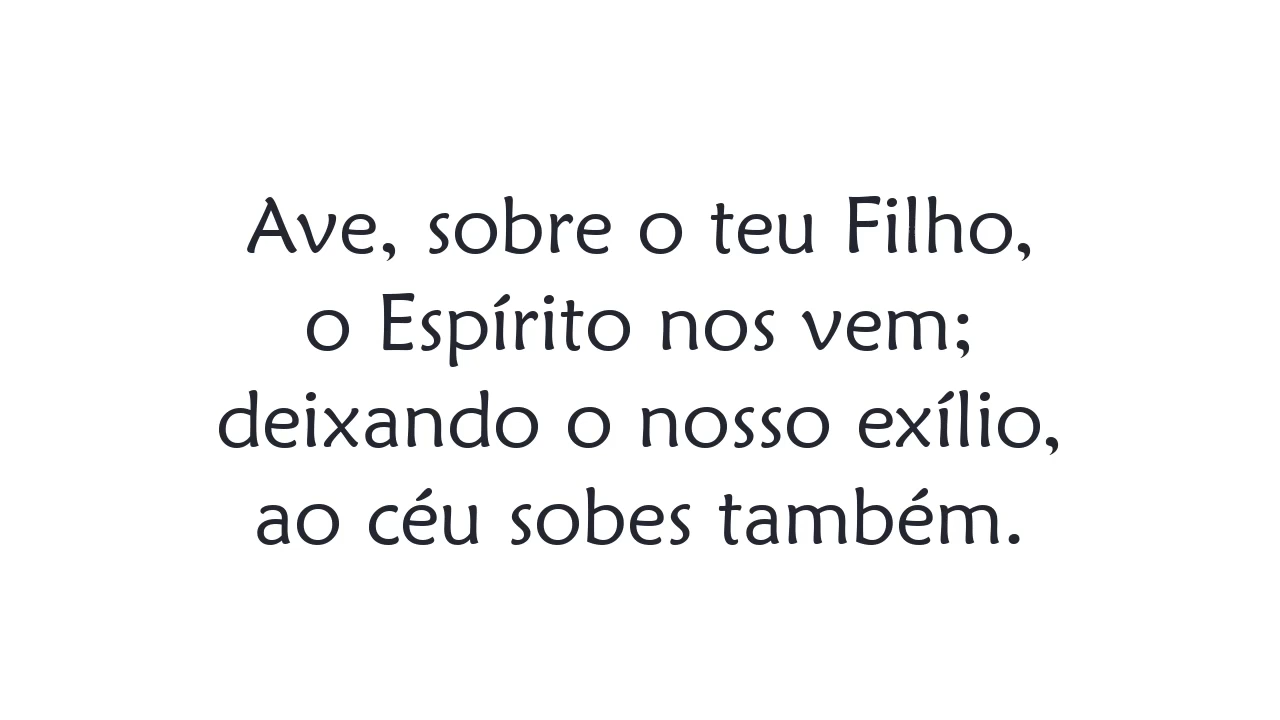 Ave, sobre o teu Filho,
o Espírito nos vem;
deixando o nosso exílio,
ao céu sobes também.